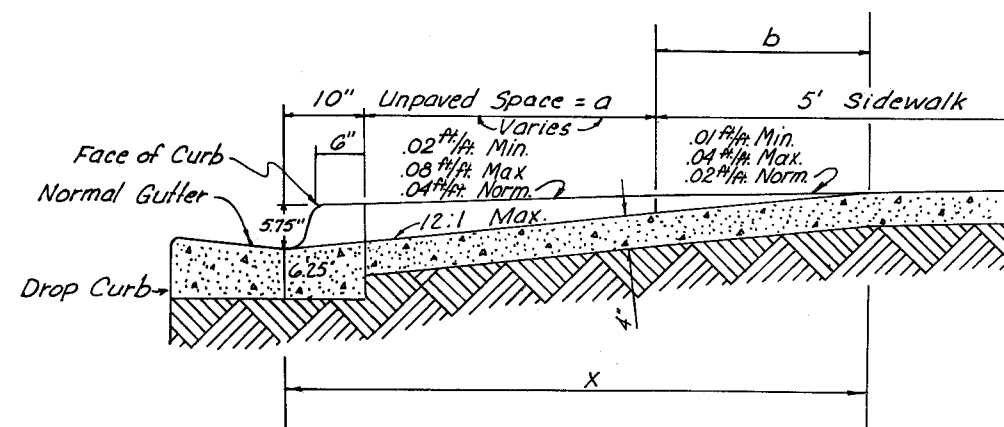 b
10" Unpaved Space = a 5' Sidewalk
Varies
6"
.02 ft/ft. Min.
.08 ft/ft. Max
.04 ft/ft. Norm.
.01 ft/ft. Min.
.04 ft/ft. Max.
.02 ft/ft. Norm.
Face of Curb
Normal Gutter
5.75"
12:1 Max.
6.25"
Drop Curb
4"
X